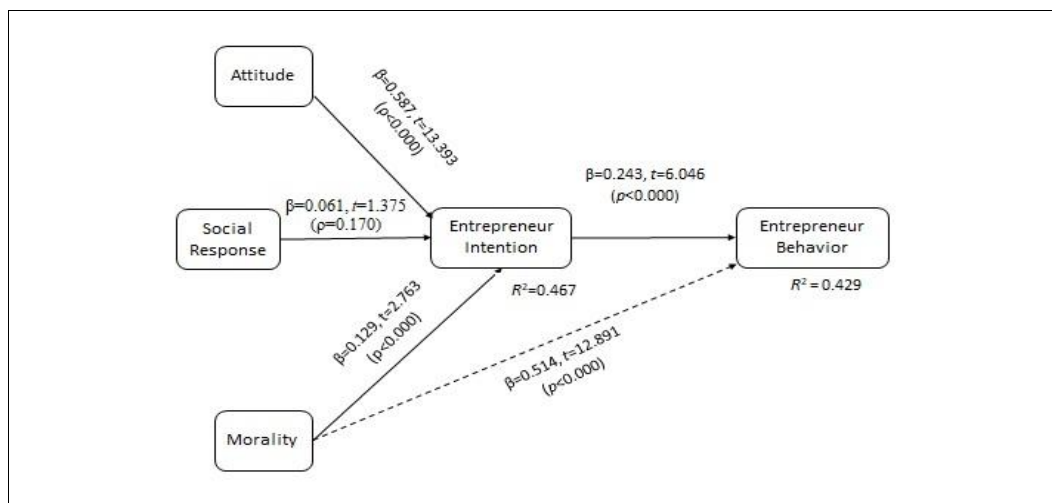 Attitude
β=0.587, t=13.393
(p<0.000)
β=0.243, t=6.046
(p<0.000)
Social
Response
β=0.061, t=1.375
(ρ=0.170)
Entrepreneur
Intention
Entrepreneur
Behavior
R²=0.467
R² = 0.429
β=0.129, t=2.763
(p<0.000)
β=0.514, t=12.891
(p<0.000)
Morality